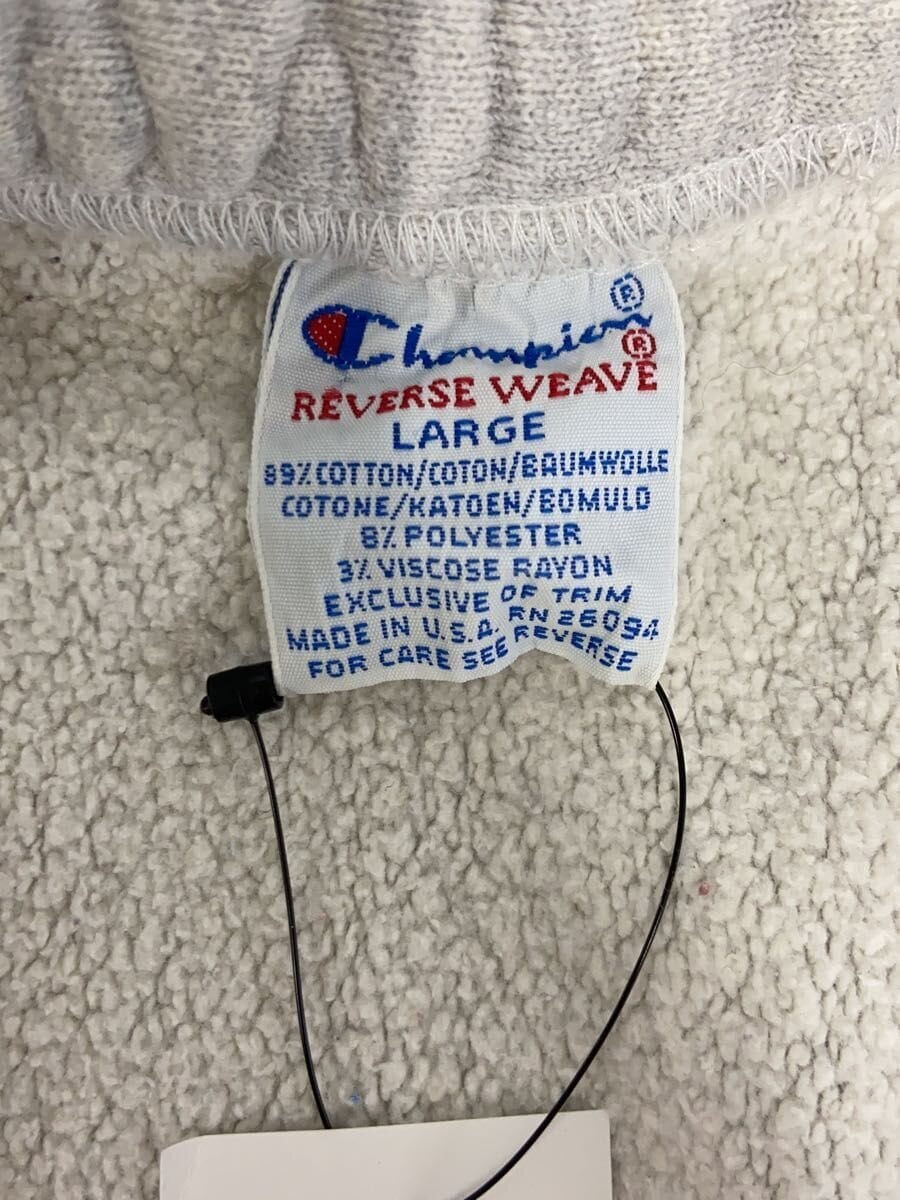 Champion®
REVERSE WEAVE®
LARGE
89% COTTON/COTON/BAUMWOLLE
COTONE/KATOEN/BOMULD
8% POLYESTER
3% VISCOSE RAYON
EXCLUSIVE OF TRIM
MADE IN U.S.A. RN 26094
FOR CARE SEE REVERSE